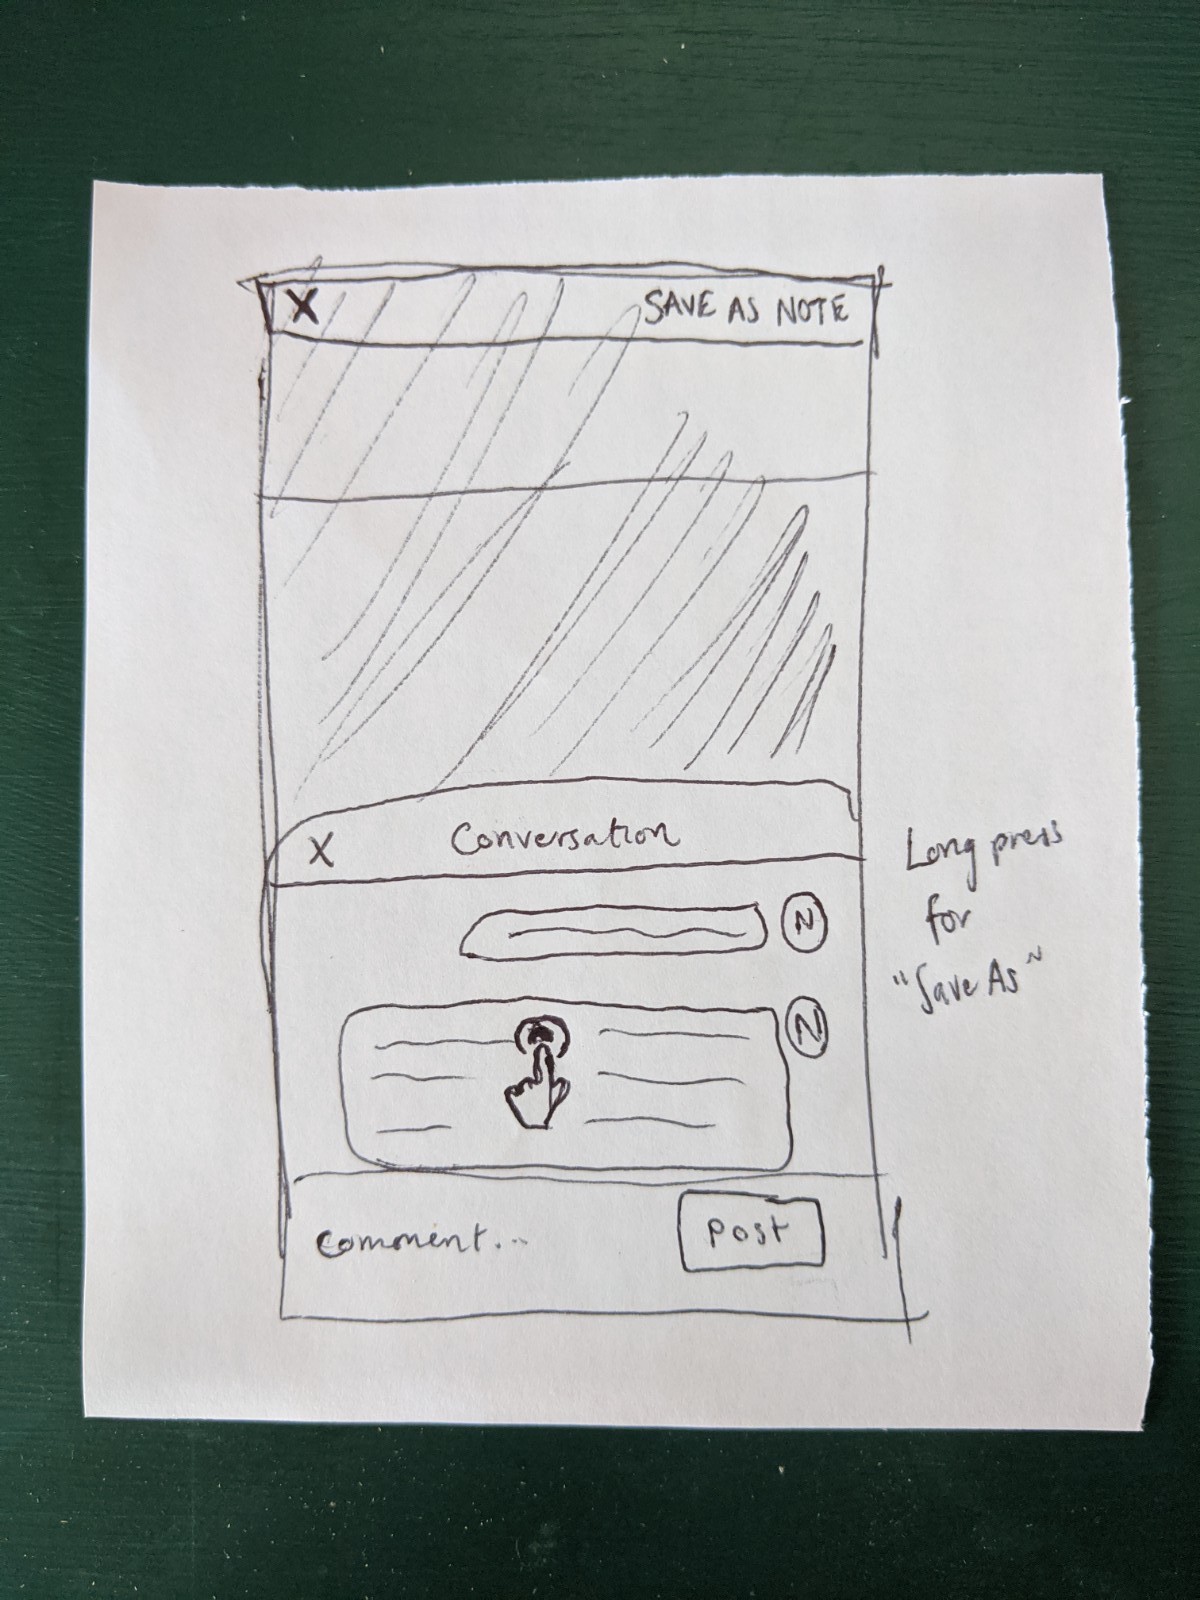 X SAVE AS NOTE
X Conversation
N
N
Long press
for
"Save As"
Comment...
Post